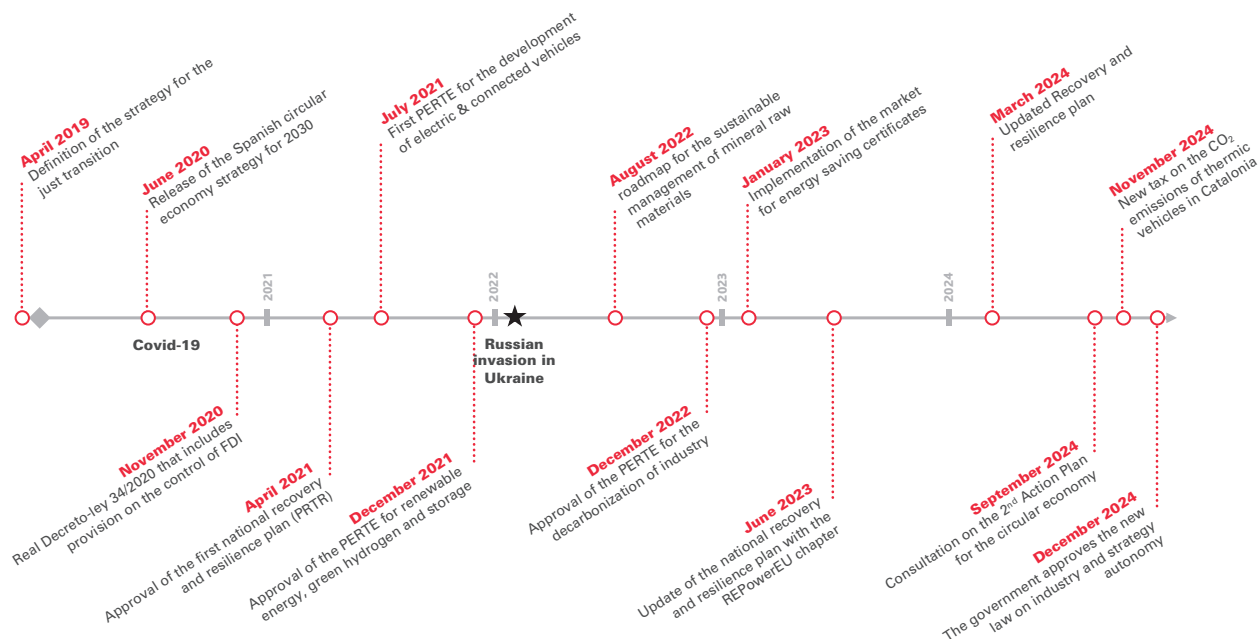 April 2019
Definition of the strategy for the
just transition
June 2020
Release of the Spanish circular
economy strategy for 2030
July 2021
First PERTE for the development
of electric & connected vehicles
August 2022
roadmap for the sustainable
management of mineral raw
materials
January 2023
Implementation of the market
for energy saving certificates
March 2024
Updated Recovery and
resilience plan
November 2024
New tax on the CO₂
emissions of thermic
vehicles in Catalonia
2021
2022
2023
2024
Covid-19
Russian
invasion in
Ukraine
November 2020
Real Decreto-ley 34/2020 that includes
provision on the control of FDI
April 2021
Approval of the first national recovery
and resilience plan (PRTR)
December 2021
Approval of the PERTE for renewable
energy, green hydrogen and storage
December 2022
Approval of the PERTE for the
decarbonization of industry
June 2023
Update of the national recovery
and resilience plan with the
REPowerEU chapter
September 2024
Consultation on the 2nd Action Plan
for the circular economy
December 2024
The government approves the new
law on industry and strategy
autonomy